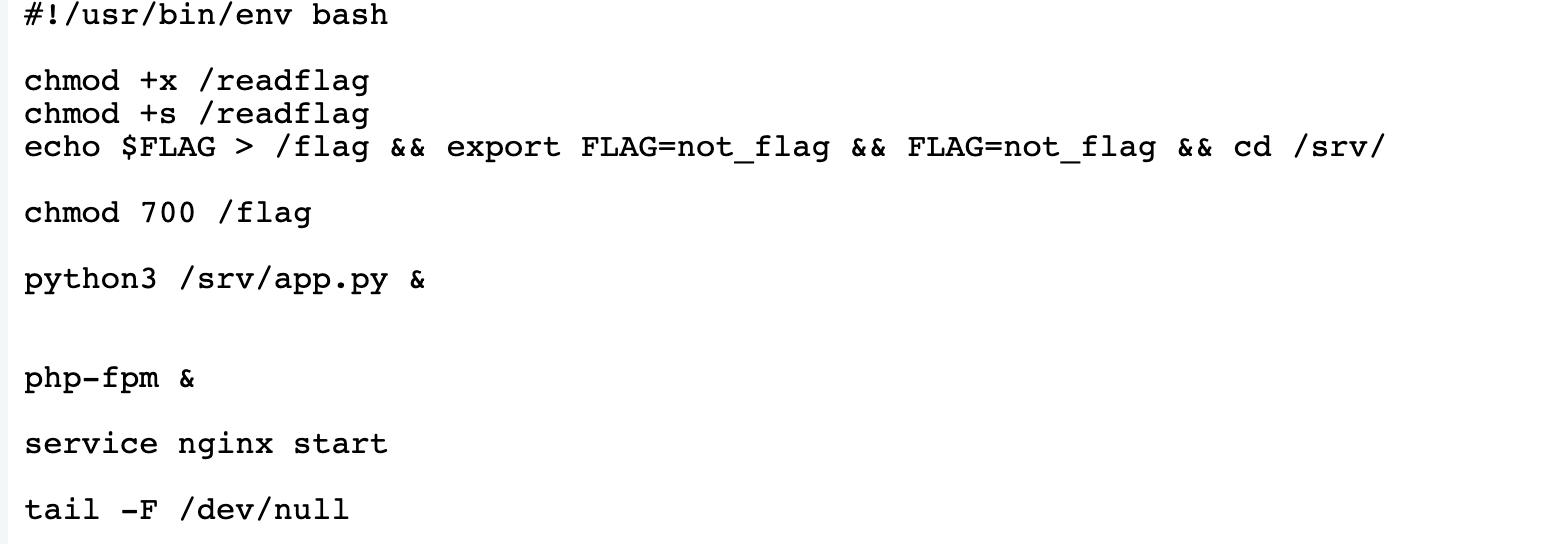 #!/usr/bin/env bash
chmod +x /readflag
chmod +s /readflag
echo $FLAG > /flag && export FLAG=not_flag && FLAG=not_flag && cd /srv/
chmod 700 /flag
python3 /srv/app.py &
php-fpm &
service nginx start
tail -F /dev/null